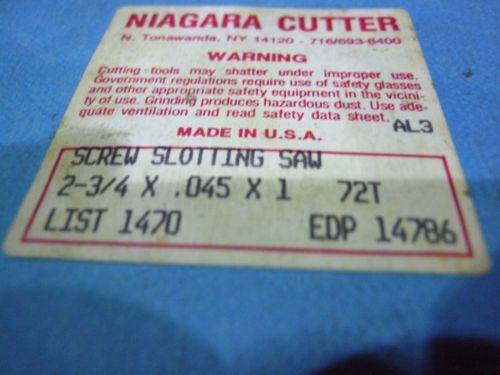 NIAGARA CUTTER
N. Tonawanda, NY 14120 - 716/693-8400
WARNING
Cutting tools may shatter under improper use.
Government regulations require use of safety glasses
and other appropriate safety equipment in the vicini-
ty of use. Grinding produces hazardous dust. Use ade-
quate ventilation and read safety data sheet.
AL3
MADE IN U.S.A.
SCREW SLOTTING SAW
2-3/4 X .045 X 1 72T
LIST 1470 EDP 14786